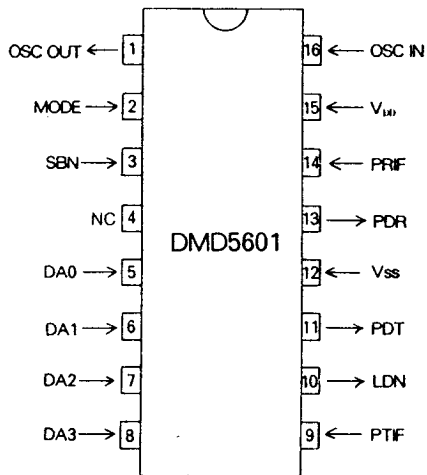 OSC OUT 1 16 OSC IN
MODE 2 15 VDD
SBN 3 14 PRIF
NC 4 13 PDR
DMD5601
DA0 5 12 Vss
DA1 6 11 PDT
DA2 7 10 LDN
DA3 8 9 PTIF